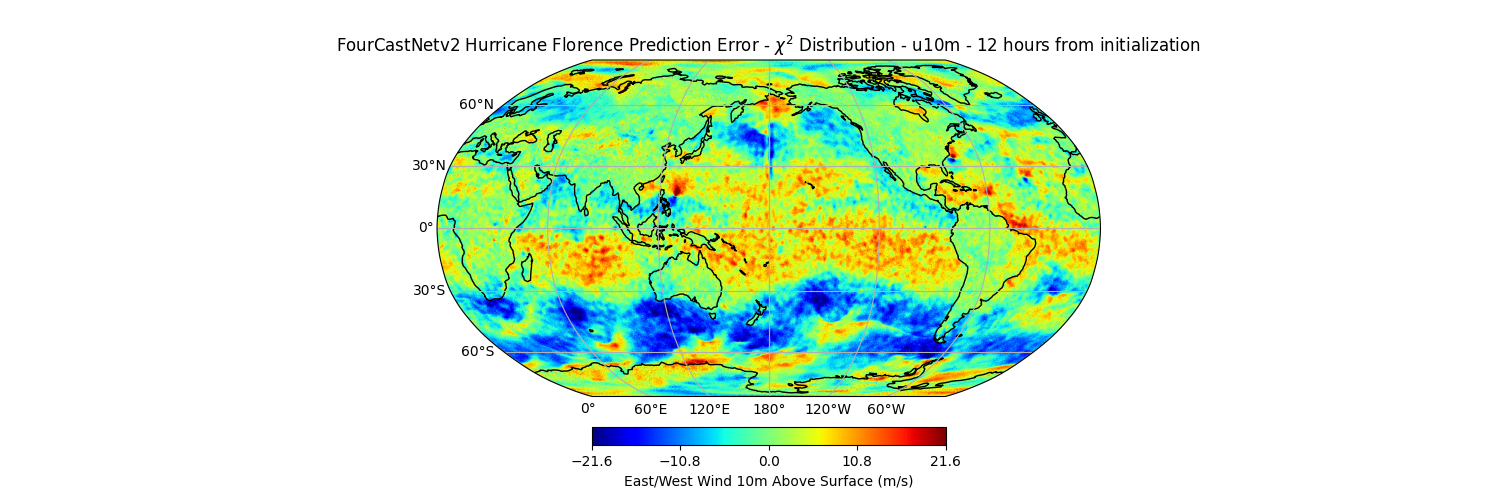 FourCastNetv2 Hurricane Florence Prediction Error - χ² Distribution - u10m - 12 hours from initialization
60°N
30°N
0°
30°S
60°S
0° 60°E 120°E 180° 120°W 60°W
−21.6 −10.8 0.0 10.8 21.6
East/West Wind 10m Above Surface (m/s)